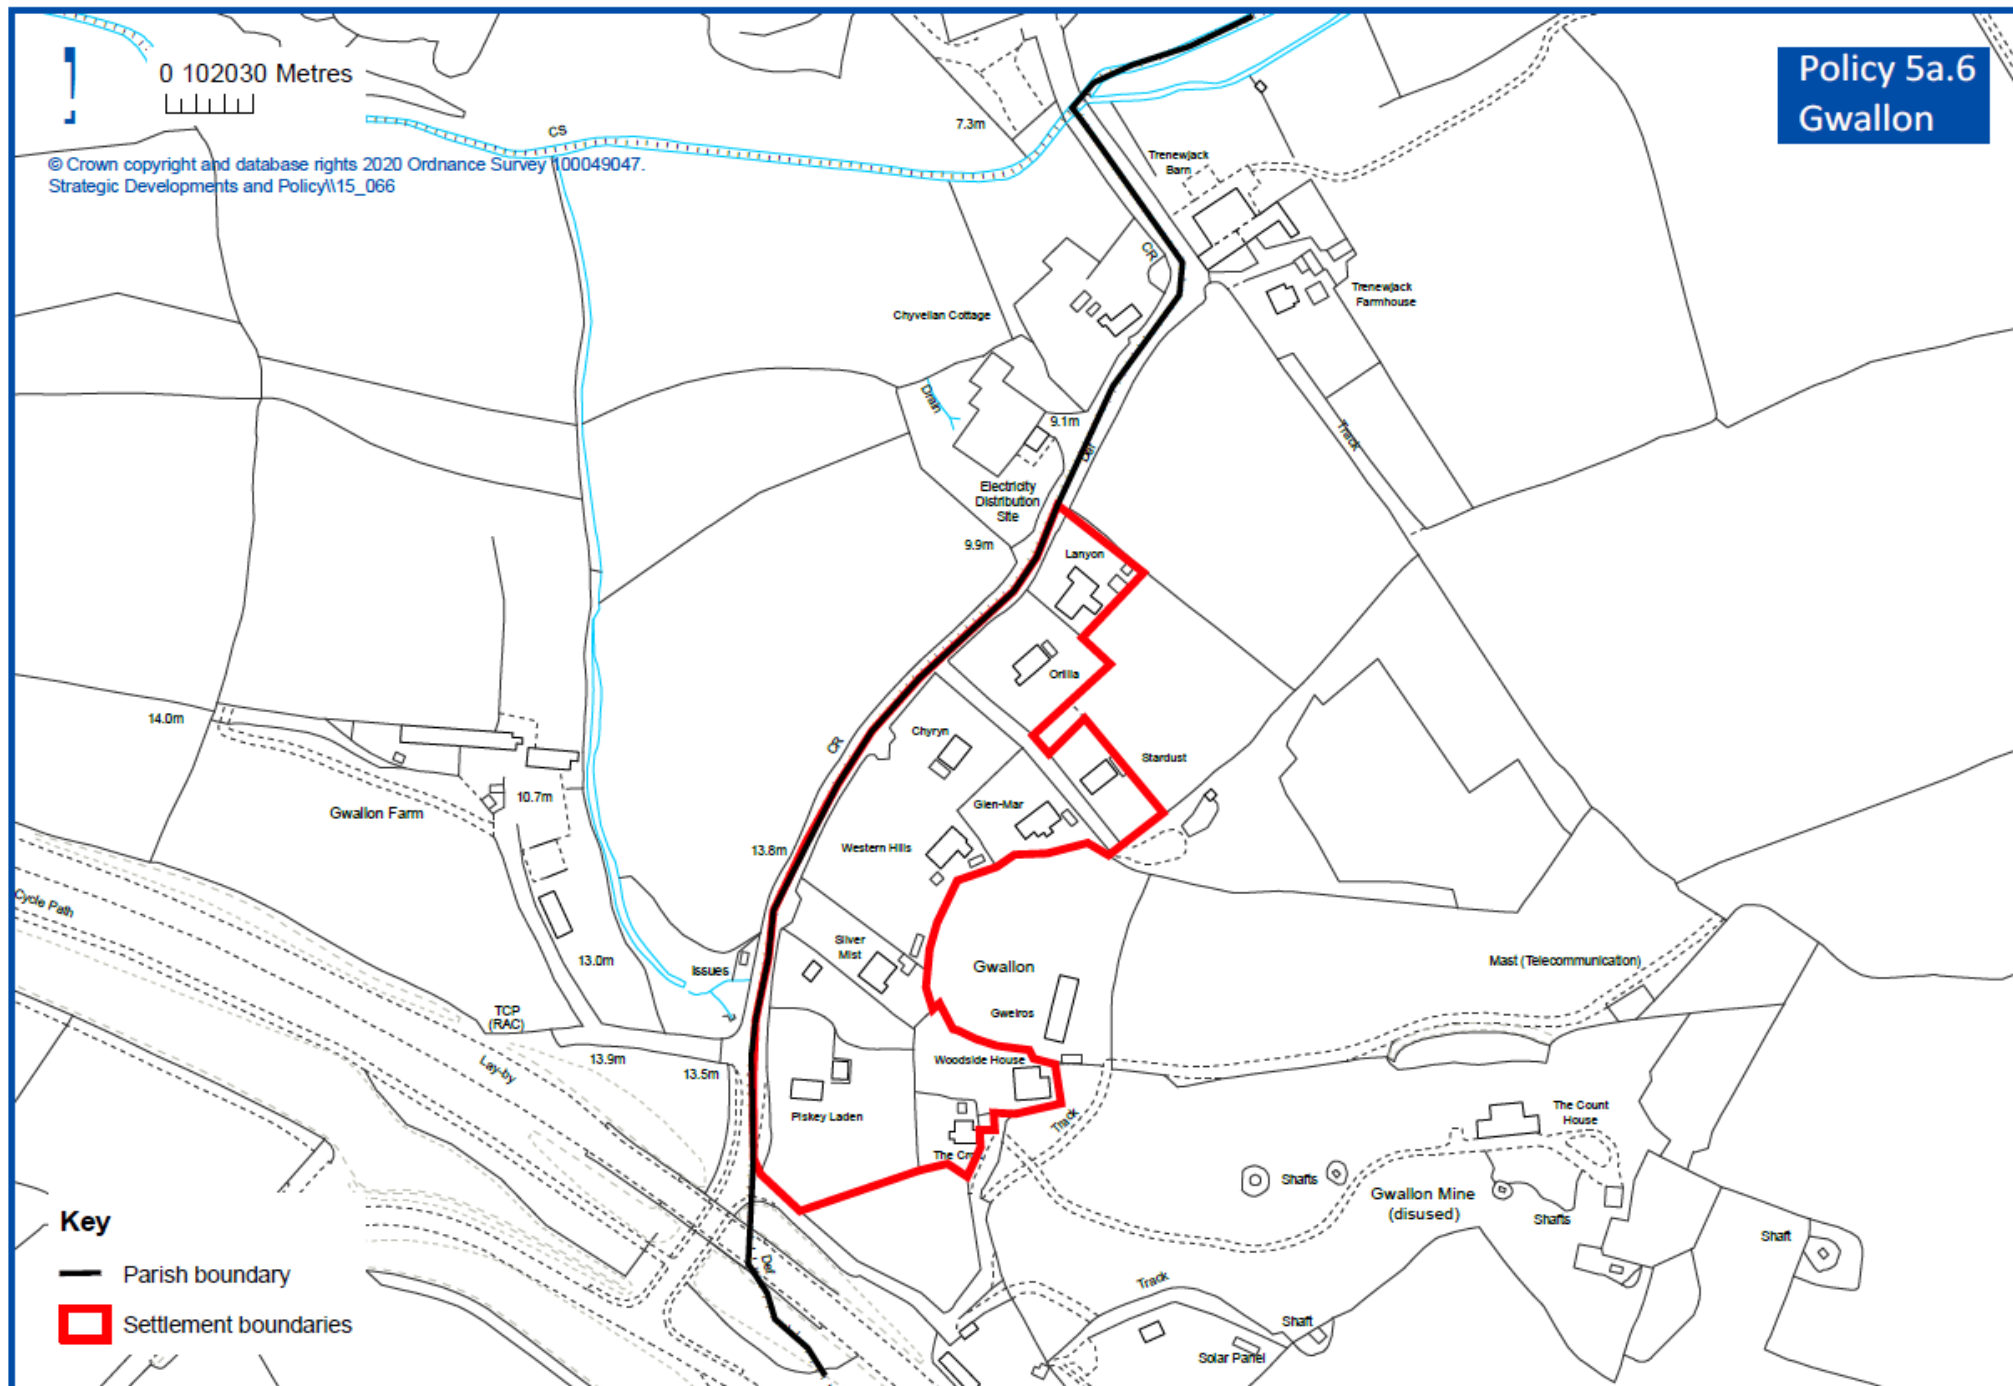 Policy 5a.6
Gwallon
0 102030 Metres
© Crown copyright and database rights 2020 Ordnance Survey 100049047.
Strategic Developments and Policy\\15_066
CS
7.3m
Trenewjack
Barn
CR
Trenewjack
Farmhouse
Chyvellan Cottage
Drain
9.1m
Def
Track
Electricity
Distribution
Site
9.9m
Lanyon
Orilla
14.0m
CR
Chyryn
Stardust
10.7m
Gwallon Farm
Glen-Mar
13.8m
Western Hills
Cycle Path
Silver
Mist
13.0m
Issues
Gwallon
Mast (Telecommunication)
TCP
(RAC)
Gwelros
13.9m
Lay-by
13.5m
Woodside House
Piskey Laden
Track
The Count
House
The Cr
Shafts
Gwallon Mine
(disused)
Shafts
Shaft
Def
Track
Shaft
Solar Panel
Key
Parish boundary
Settlement boundaries